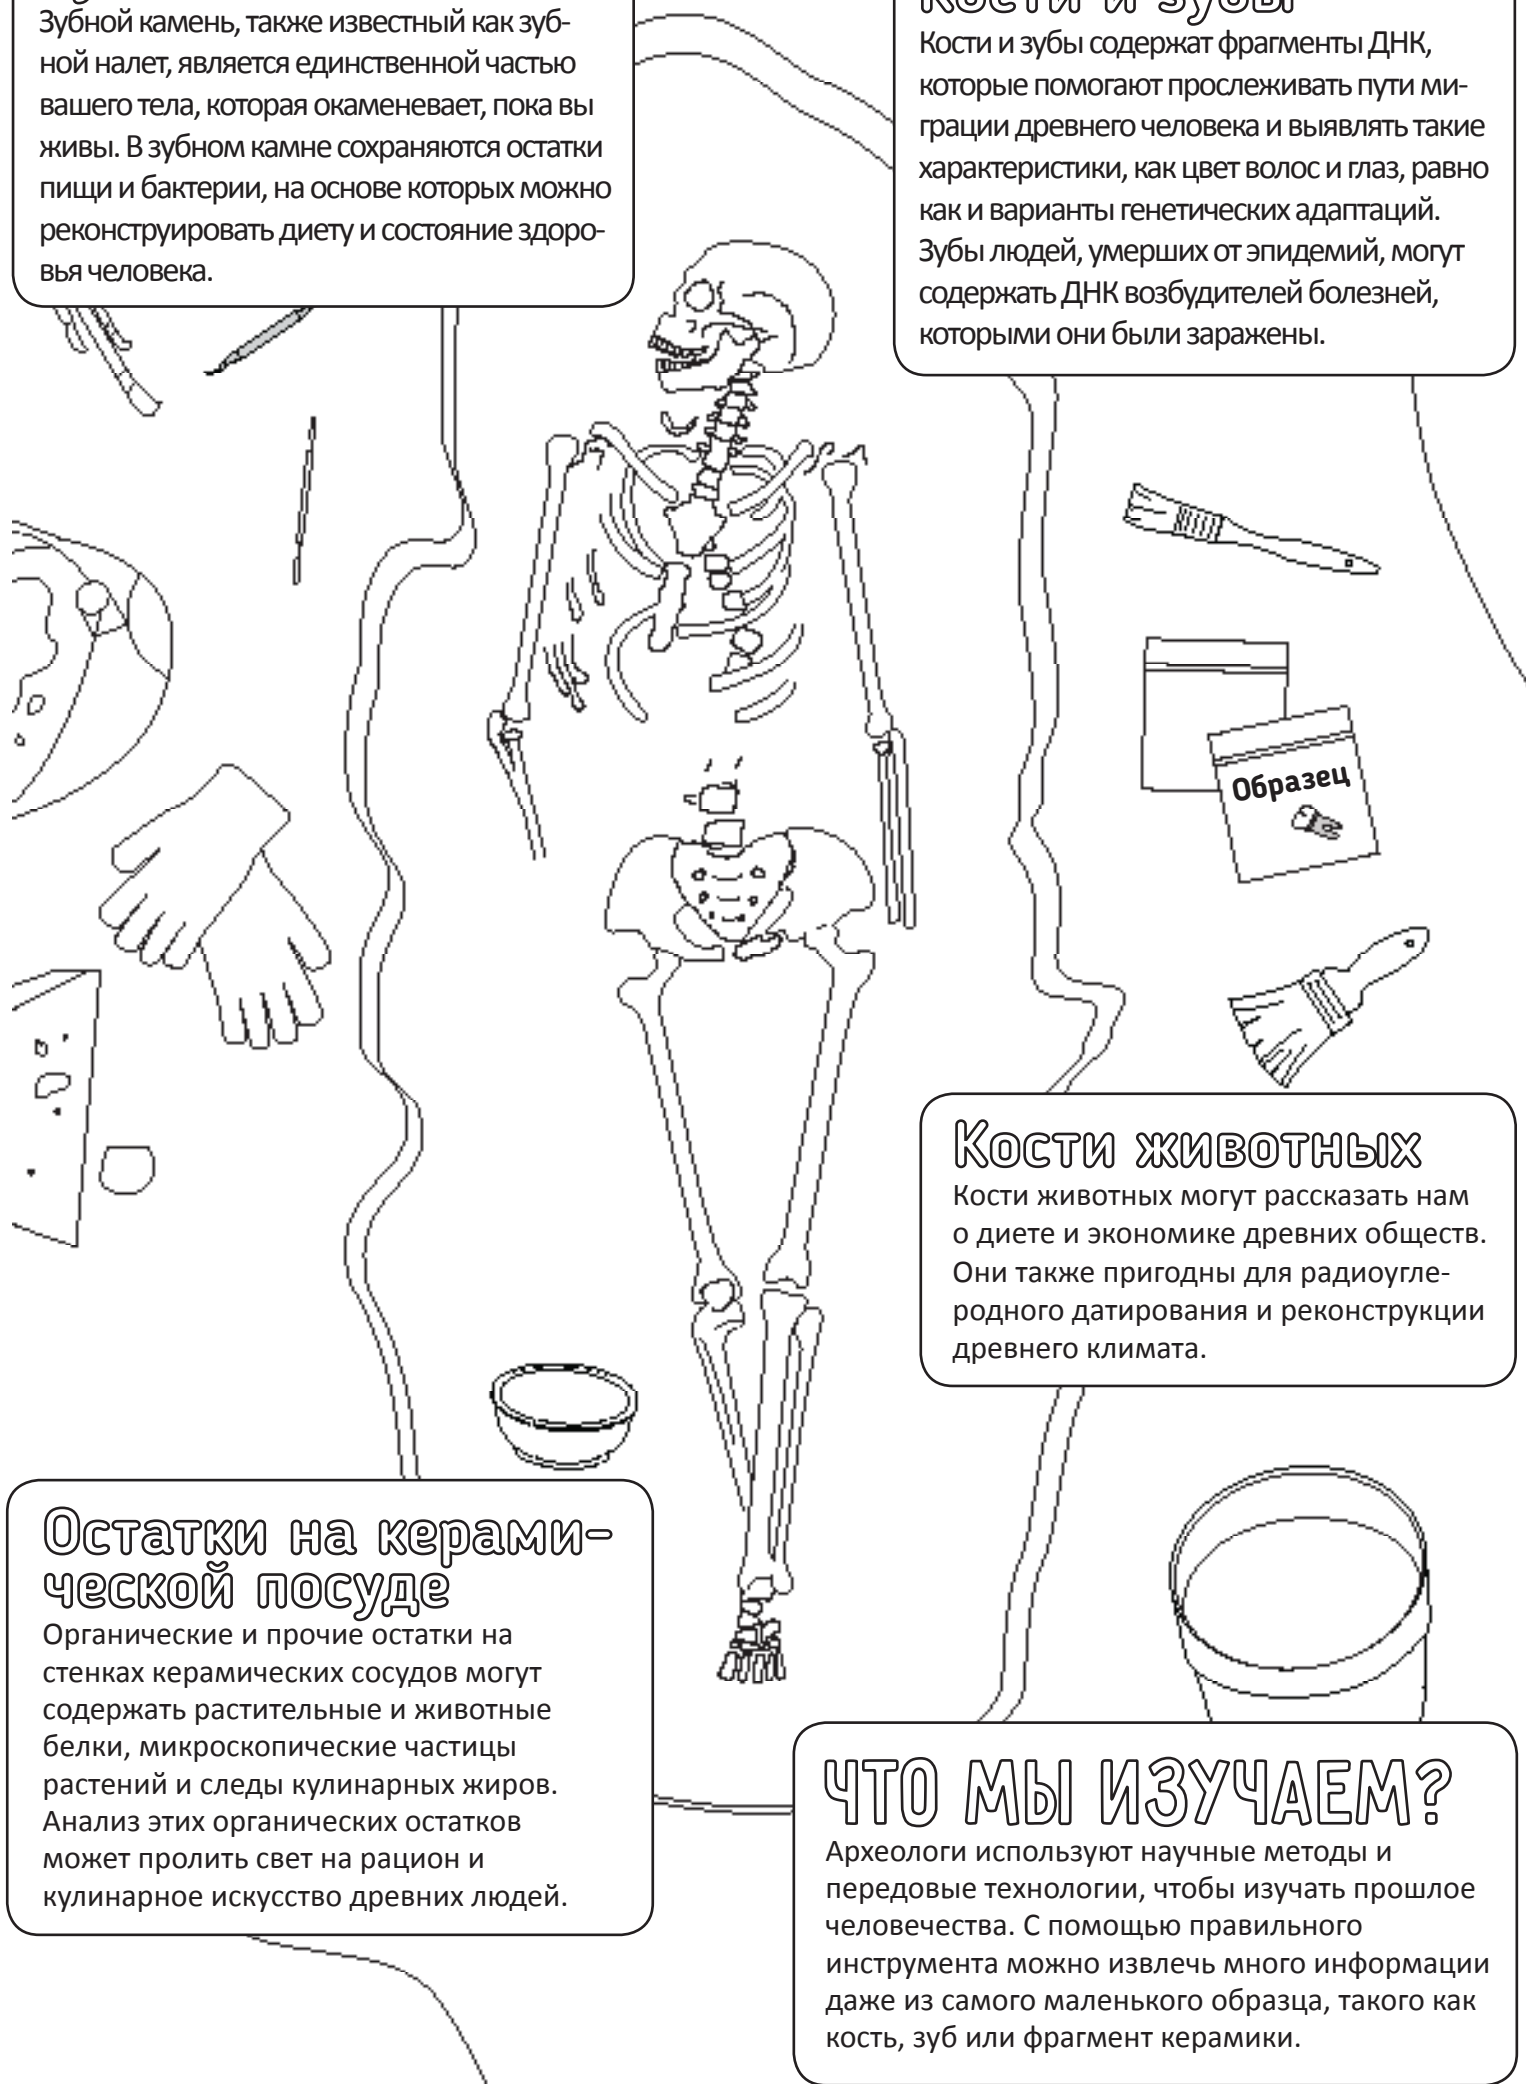 Зубной камень, также известный как зуб-
ной налет, является единственной частью
вашего тела, которая окаменевает, пока вы
живы. В зубном камне сохраняются остатки
пищи и бактерии, на основе которых можно
реконструировать диету и состояние здоро-
вья человека.
Кости и зубы
Кости и зубы содержат фрагменты ДНК,
которые помогают прослеживать пути ми-
грации древнего человека и выявлять такие
характеристики, как цвет волос и глаз, равно
как и варианты генетических адаптаций.
Зубы людей, умерших от эпидемий, могут
содержать ДНК возбудителей болезней,
которыми они были заражены.
Образец
Кости животных
Кости животных могут рассказать нам
о диете и экономике древних обществ.
Они также пригодны для радиоугле-
родного датирования и реконструкции
древнего климата.
Остатки на керами-
ческой посуде
Органические и прочие остатки на
стенках керамических сосудов могут
содержать растительные и животные
белки, микроскопические частицы
растений и следы кулинарных жиров.
Анализ этих органических остатков
может пролить свет на рацион и
кулинарное искусство древних людей.
ЧТО МЫ ИЗУЧАЕМ?
Археологи используют научные методы и
передовые технологии, чтобы изучать прошлое
человечества. С помощью правильного
инструмента можно извлечь много информации
даже из самого маленького образца, такого как
кость, зуб или фрагмент керамики.